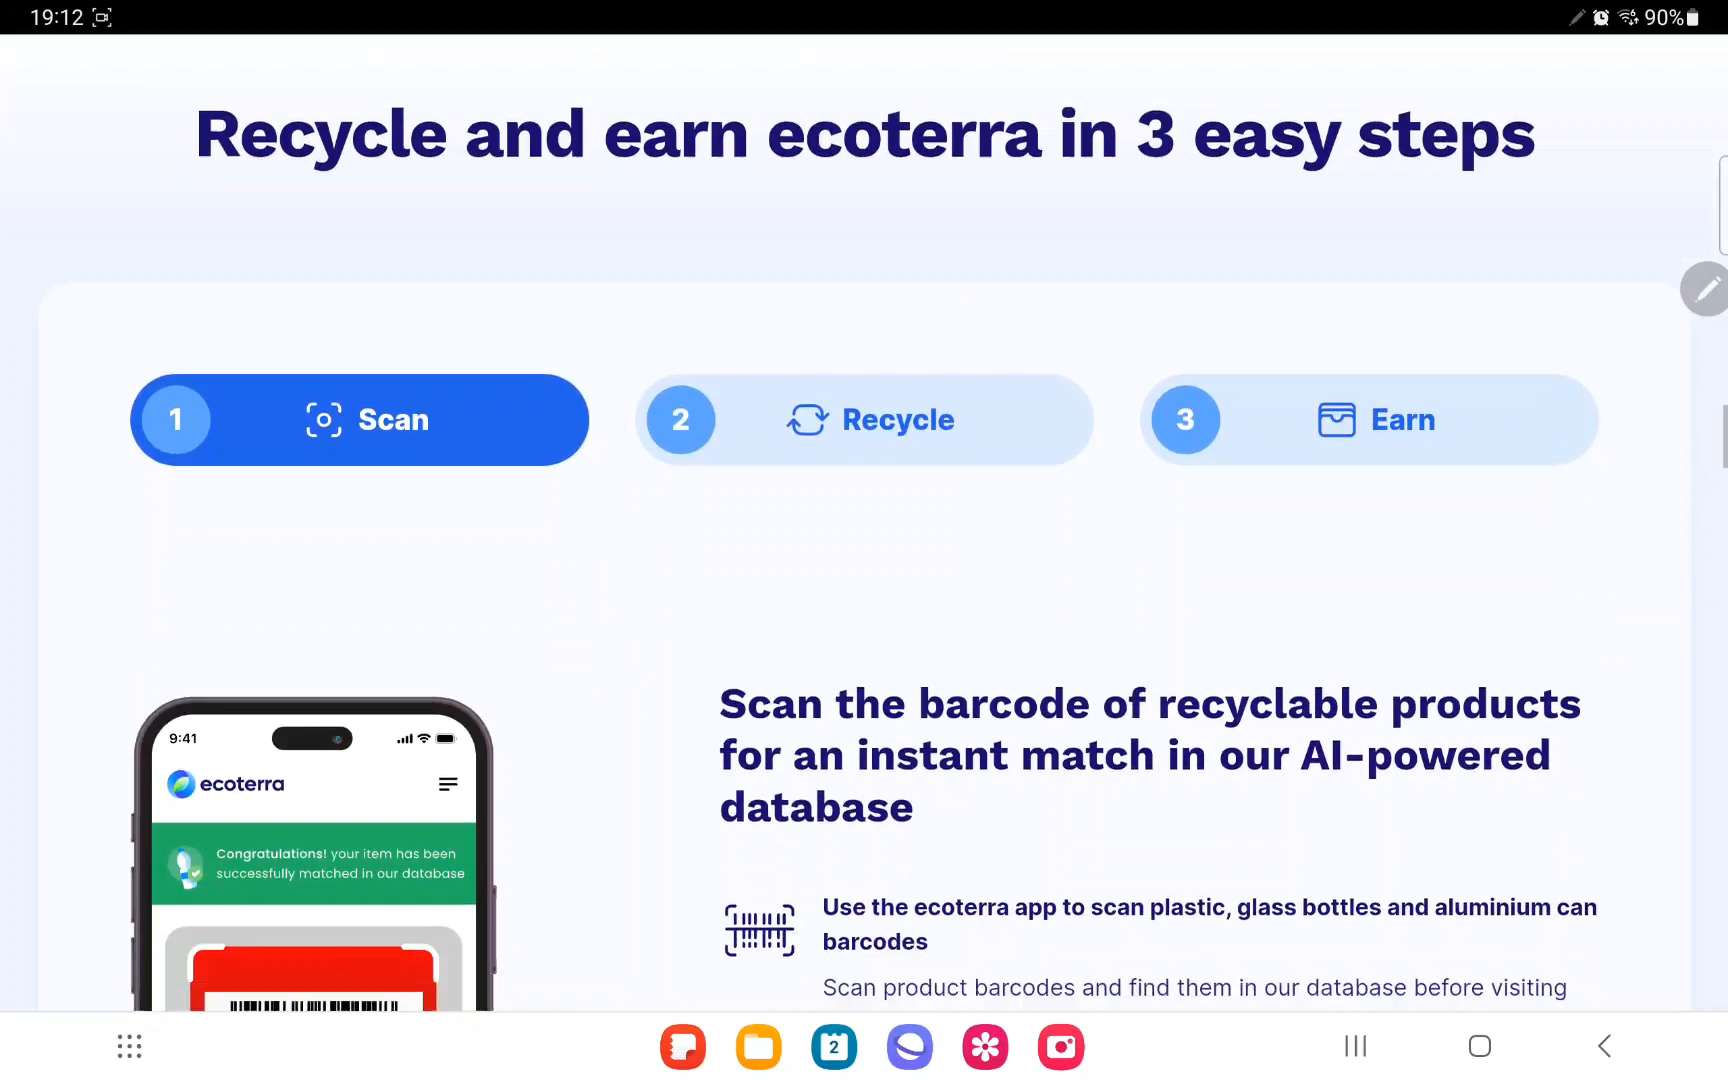 19:12
90%
Recycle and earn ecoterra in 3 easy steps
1 Scan
2 Recycle
3 Earn
9:41
ecoterra
Congratulations! your item has been
successfully matched in our database
Scan the barcode of recyclable products
for an instant match in our AI-powered
database
Use the ecoterra app to scan plastic, glass bottles and aluminium can
barcodes
Scan product barcodes and find them in our database before visiting
2